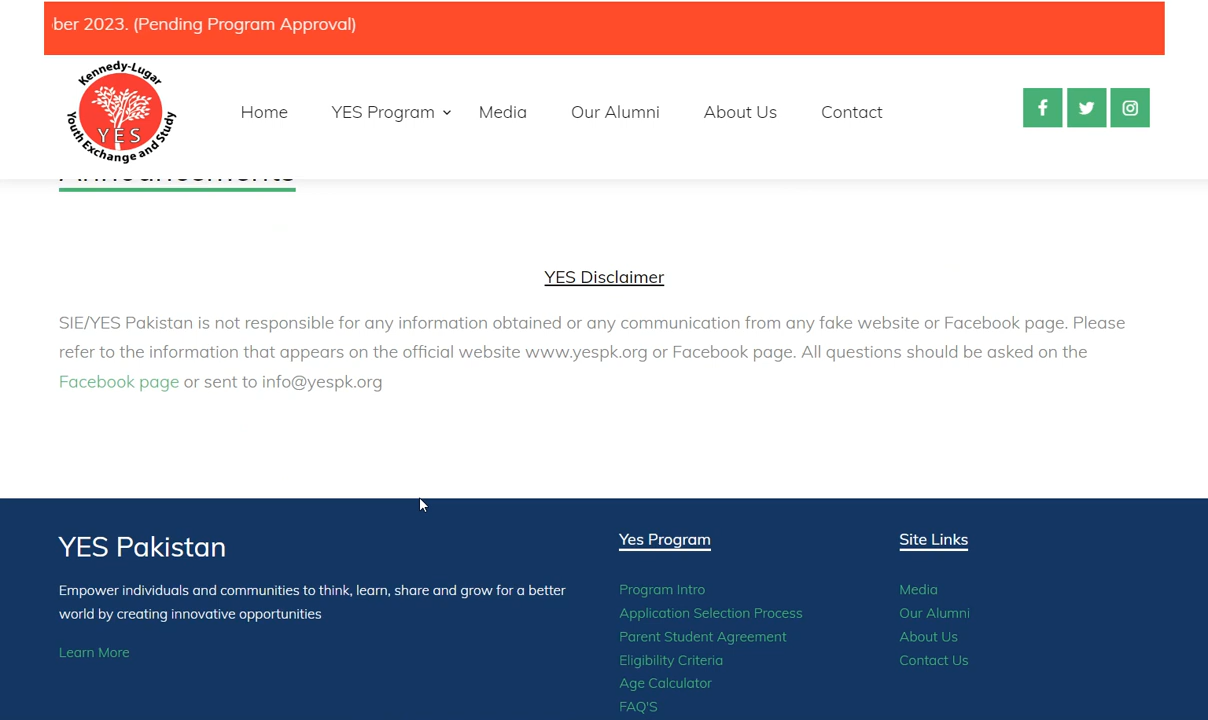 ber 2023. (Pending Program Approval)
Kennedy-Lugar
YES
Youth Exchange and Study
Home YES Program Media Our Alumni About Us Contact
Announcements
YES Disclaimer
SIE/YES Pakistan is not responsible for any information obtained or any communication from any fake website or Facebook page. Please
refer to the information that appears on the official website www.yespk.org or Facebook page. All questions should be asked on the
Facebook page or sent to info@yespk.org
YES Pakistan
Empower individuals and communities to think, learn, share and grow for a better
world by creating innovative opportunities
Learn More
Yes Program
Program Intro
Application Selection Process
Parent Student Agreement
Eligibility Criteria
Age Calculator
FAQ'S
Site Links
Media
Our Alumni
About Us
Contact Us